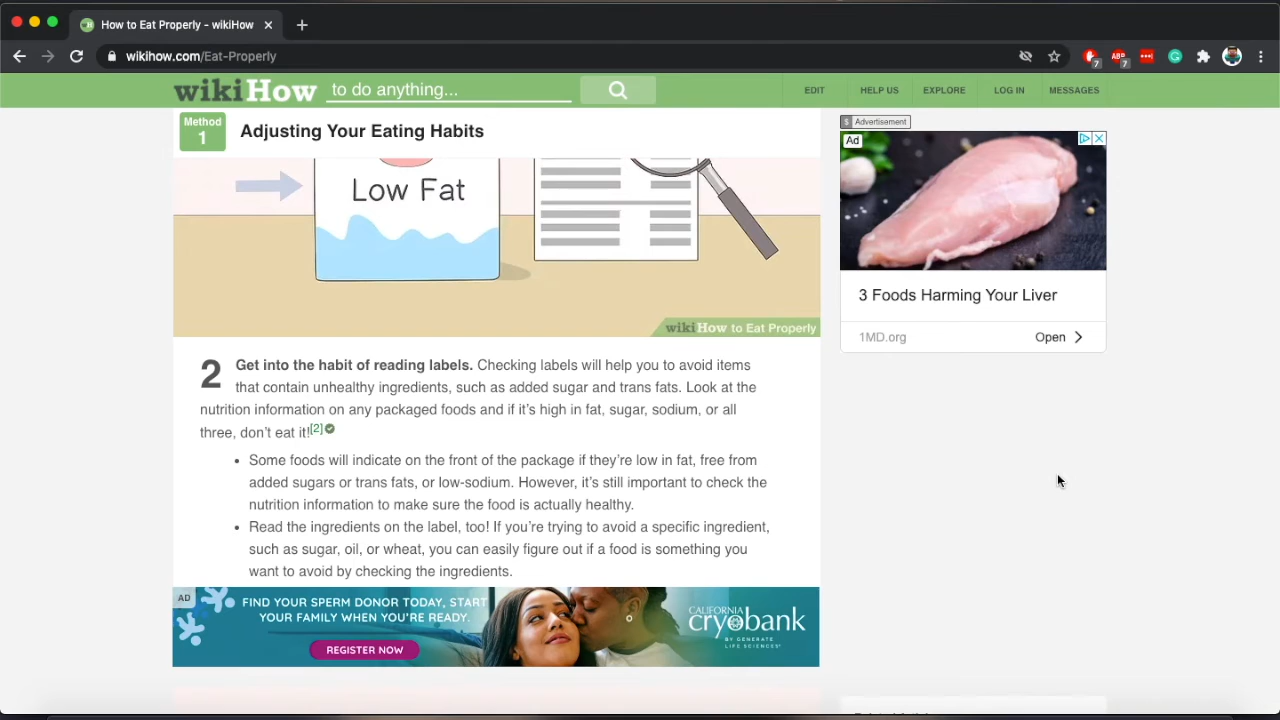 How to Eat Properly - wikiHow
wikihow.com/Eat-Properly
7
ABP
7
wikiHow to do anything...
EDIT
HELP US
EXPLORE
LOG IN
MESSAGES
Method
1
Adjusting Your Eating Habits
Low Fat
wikiHow to Eat Properly
2 Get into the habit of reading labels. Checking labels will help you to avoid items
that contain unhealthy ingredients, such as added sugar and trans fats. Look at the
nutrition information on any packaged foods and if it's high in fat, sugar, sodium, or all
three, don't eat it![2]
• Some foods will indicate on the front of the package if they're low in fat, free from
added sugars or trans fats, or low-sodium. However, it's still important to check the
nutrition information to make sure the food is actually healthy.
• Read the ingredients on the label, too! If you're trying to avoid a specific ingredient,
such as sugar, oil, or wheat, you can easily figure out if a food is something you
want to avoid by checking the ingredients.
AD
FIND YOUR SPERM DONOR TODAY, START
YOUR FAMILY WHEN YOU'RE READY.
REGISTER NOW
CALIFORNIA
cryobank
BY GENERATE
LIFE SCIENCES
$ Advertisement
Ad
3 Foods Harming Your Liver
1MD.org
Open